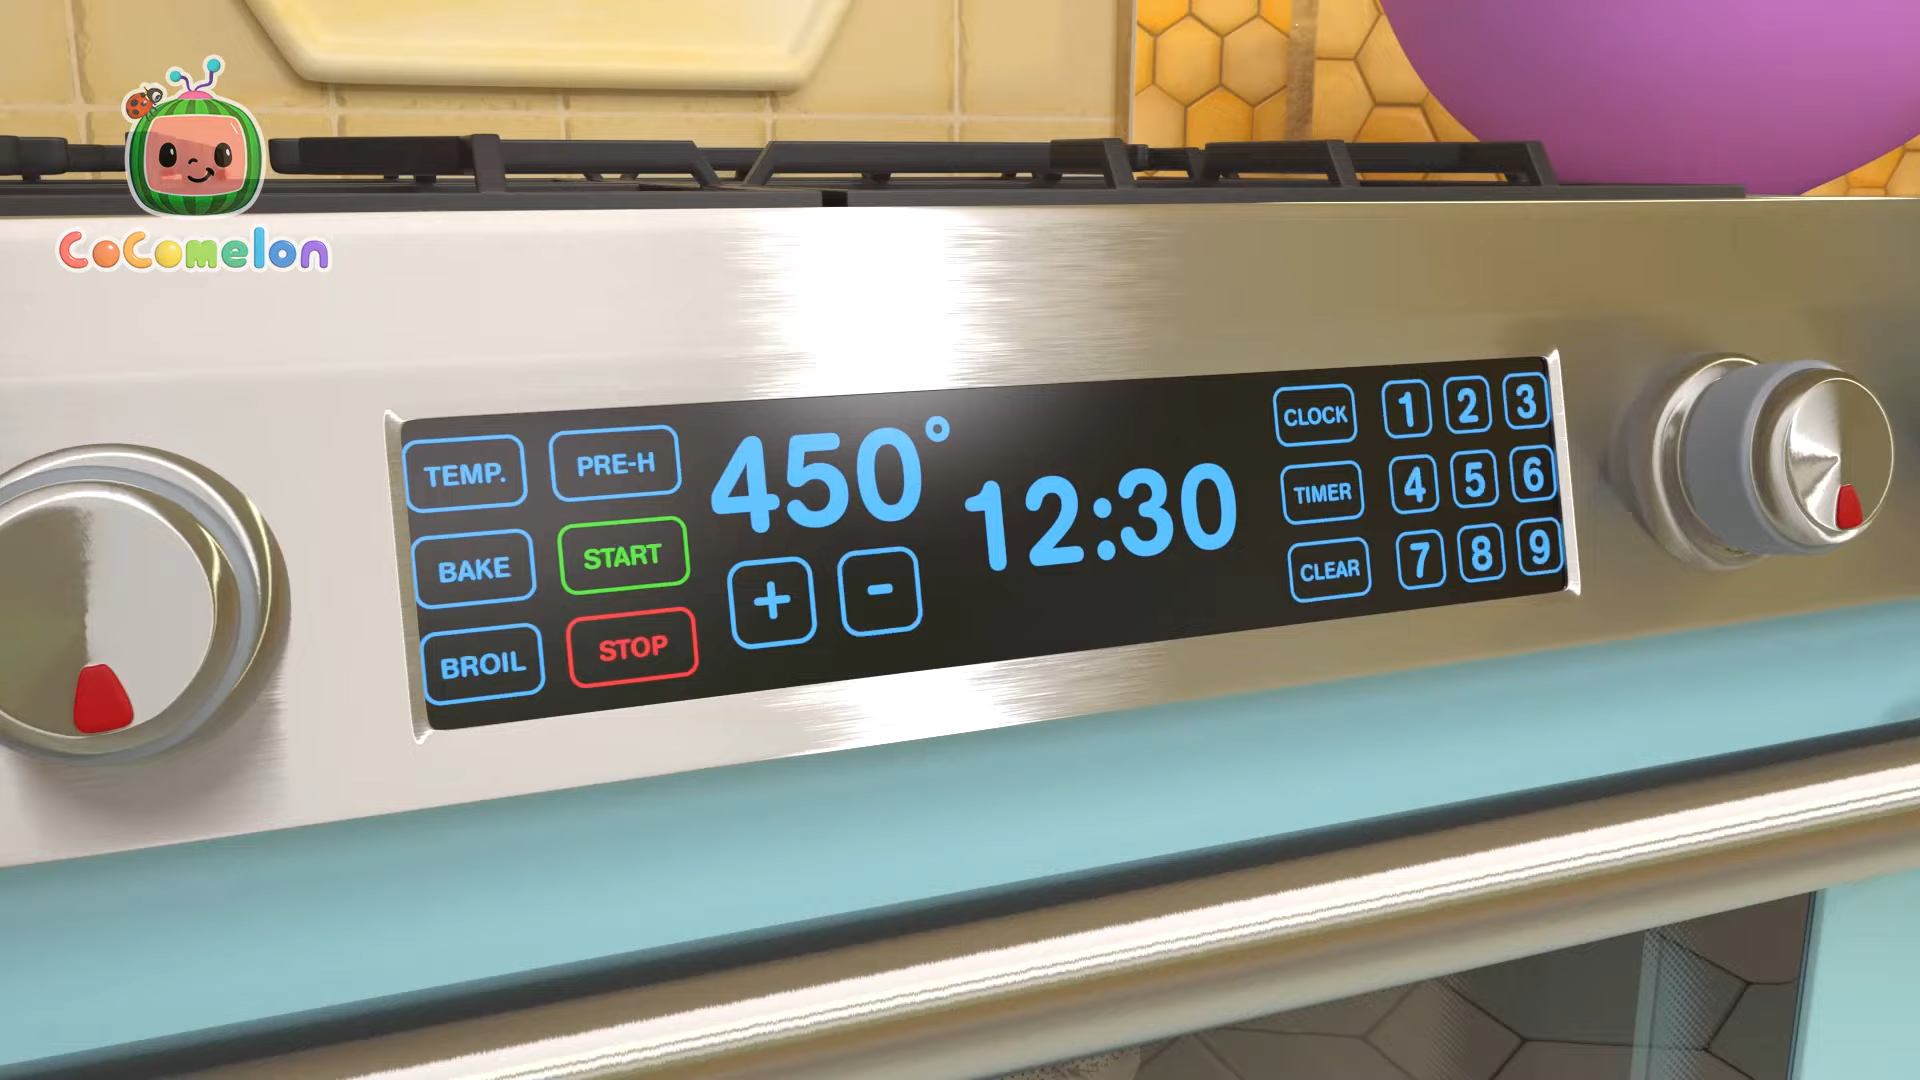 CoComelon
TEMP.
PRE-H
BAKE
START
BROIL
STOP
450°
+
-
12:30
CLOCK
1 2 3
TIMER
4 5 6
CLEAR
7 8 9